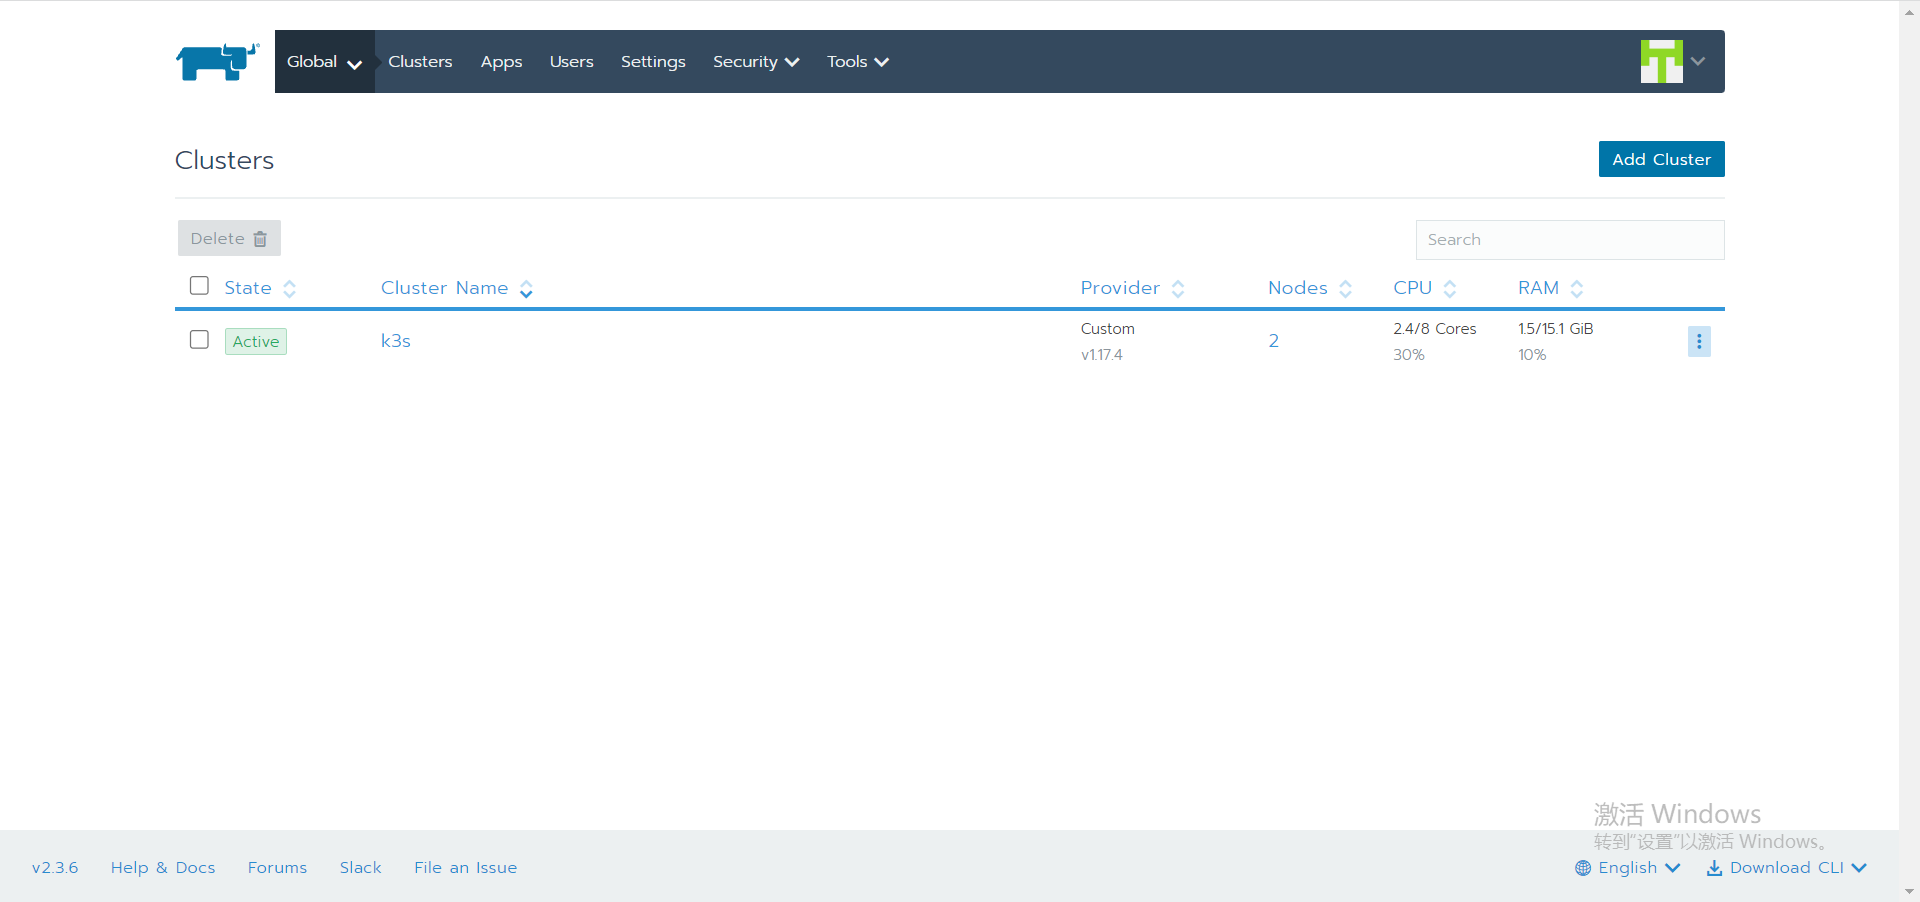 Global Clusters Apps Users Settings Security Tools
Clusters
Add Cluster
Delete
Search
State Cluster Name Provider Nodes CPU RAM
Active k3s Custom 2 2.4/8 Cores 1.5/15.1 GiB
v1.17.4 30% 10%
激活 Windows
转到“设置”以激活 Windows。
v2.3.6 Help & Docs Forums Slack File an Issue English Download CLI